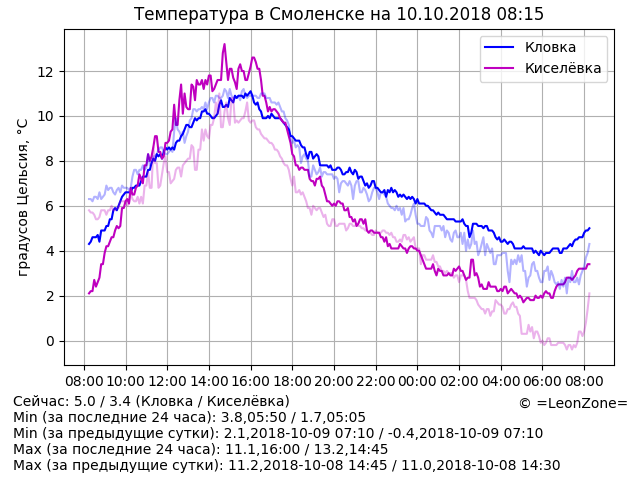 Температура в Смоленске на 10.10.2018 08:15
Кловка
Киселёвка
градусов Цельсия, °C
12
10
8
6
4
2
0
08:00 10:00 12:00 14:00 16:00 18:00 20:00 22:00 00:00 02:00 04:00 06:00 08:00
Сейчас: 5.0 / 3.4 (Кловка / Киселёвка)
© =LeonZone=
Min (за последние 24 часа): 3.8,05:50 / 1.7,05:05
Min (за предыдущие сутки): 2.1,2018-10-09 07:10 / -0.4,2018-10-09 07:10
Max (за последние 24 часа): 11.1,16:00 / 13.2,14:45
Max (за предыдущие сутки): 11.2,2018-10-08 14:45 / 11.0,2018-10-08 14:30